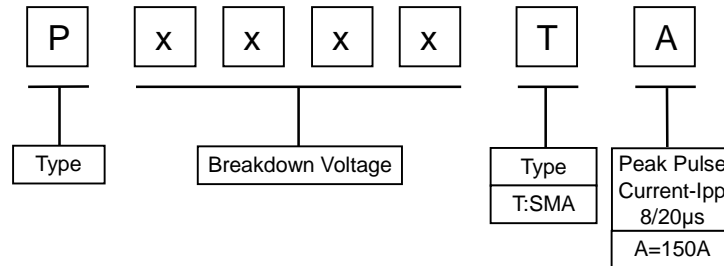 P x x x x T A
Type
Breakdown Voltage
Type
T:SMA
Peak Pulse
Current-Ipp
8/20µs
A=150A